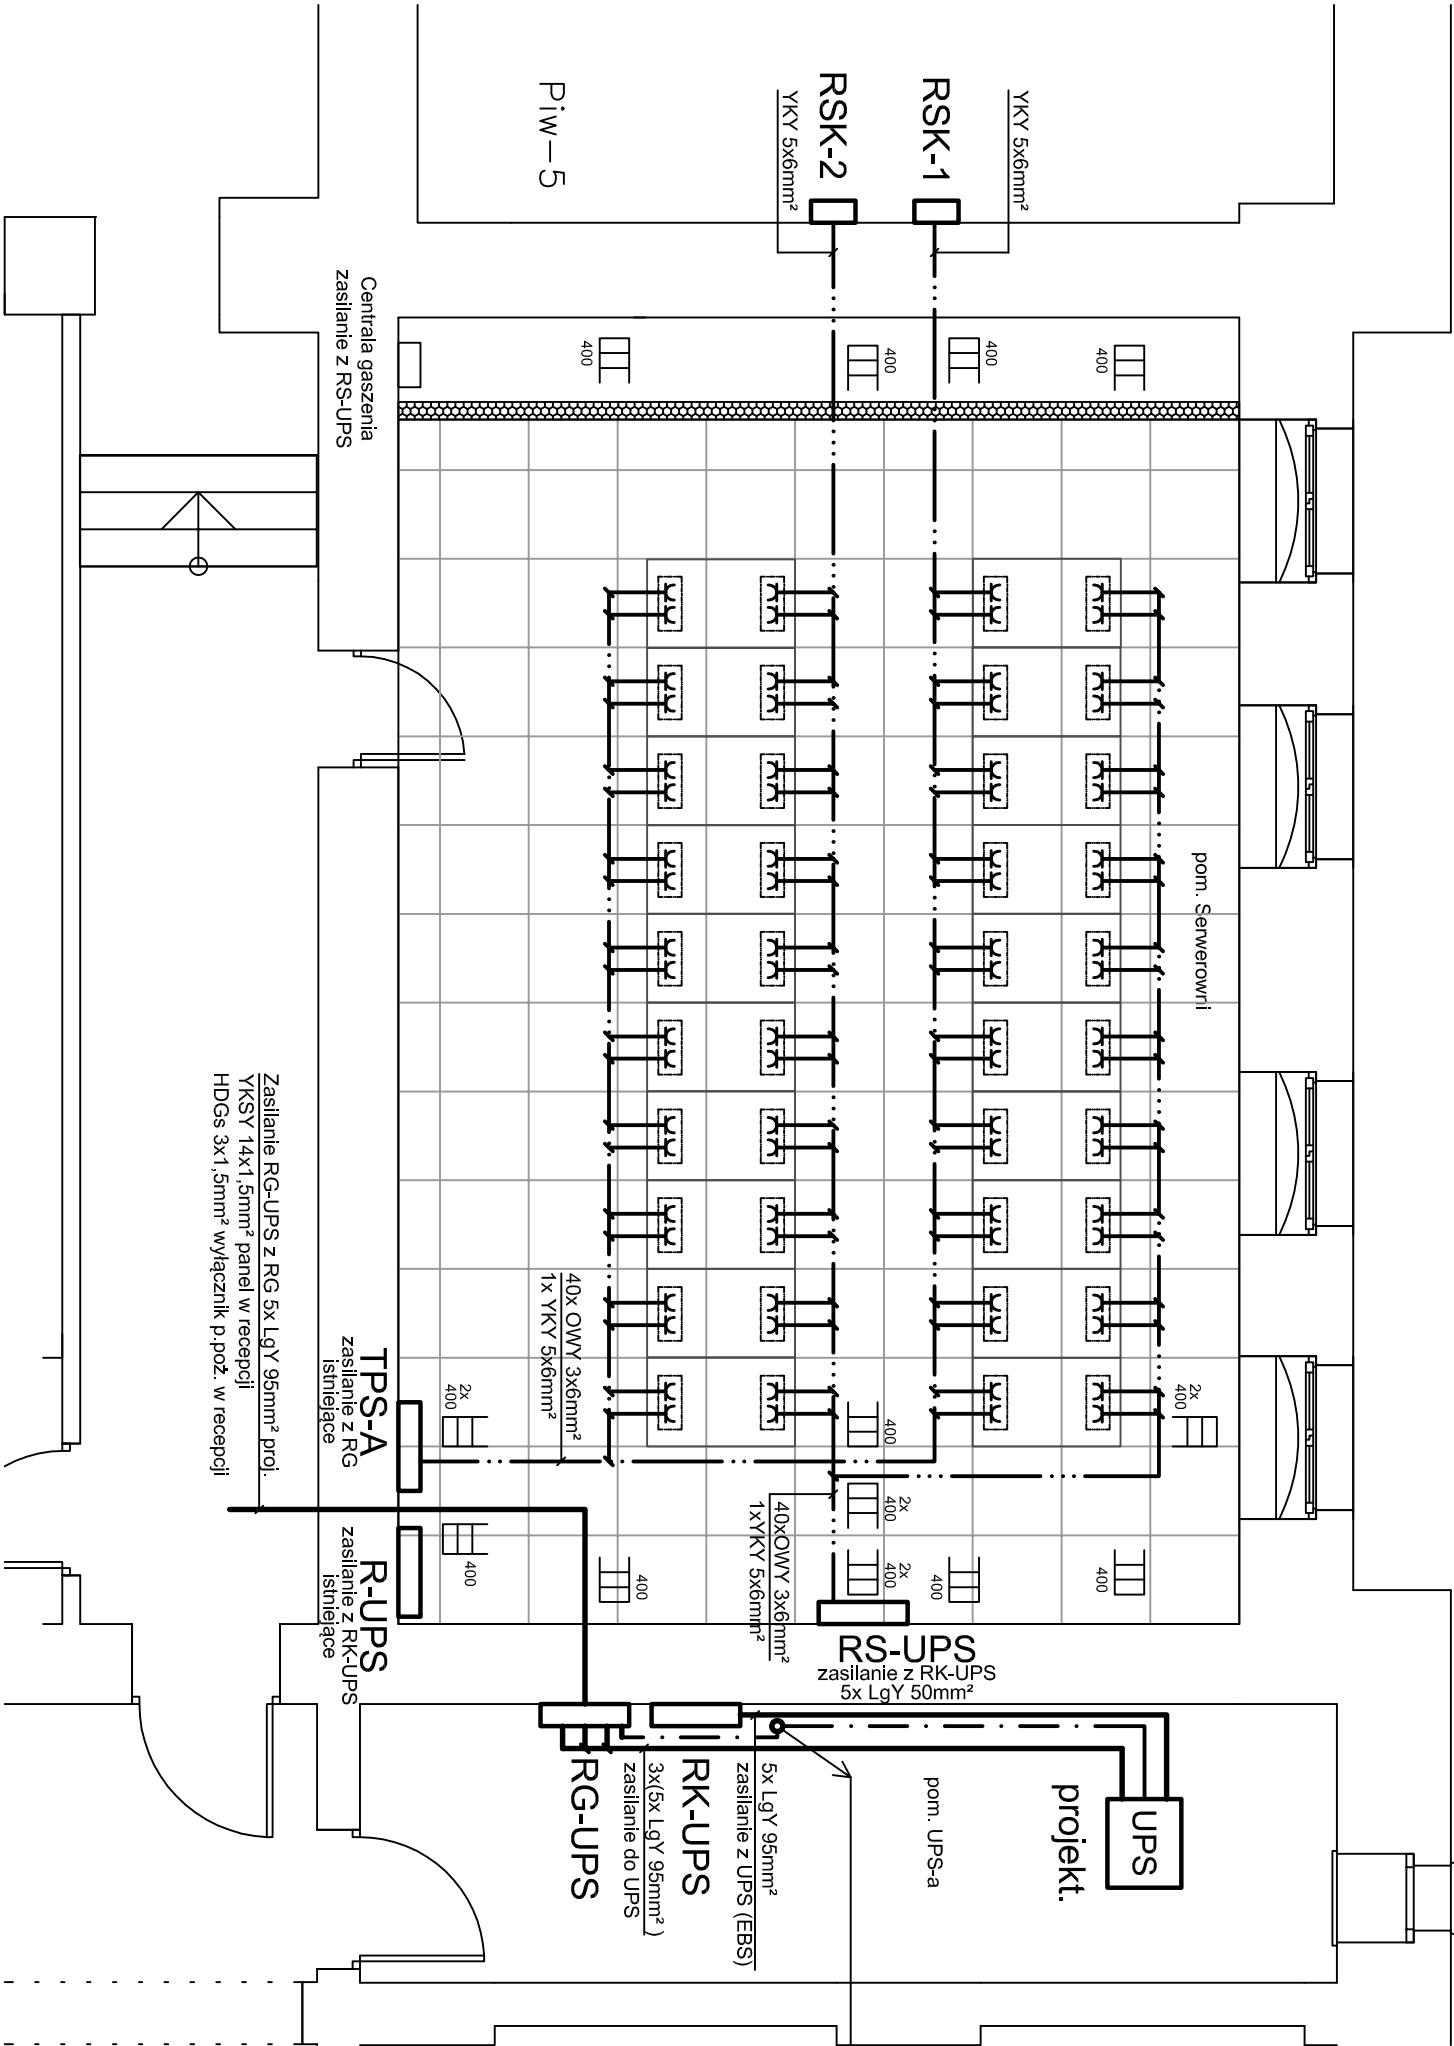 YKY 5x6mm²
RSK-1
RSK-2
YKY 5x6mm²
Piw-5
Centrala gaszenia
zasilanie z RS-UPS
400
400
400
400
pom. Serwerowni
Zasilanie RG-UPS z RG 5x LgY 95mm² proj.
YKSY 14x1,5mm² panel w recepcji
HDGs 3x1,5mm² wyłącznik p.poż. w recepcji
40x OWY 3x6mm²
1x YKY 5x6mm²
TPS-A
zasilanie z RG
istniejące
2x
400
400
2x
400
2x
400
40xOWY 3x6mm²
1xYKY 5x6mm²
R-UPS
zasilanie z RK-UPS
istniejące
400
400
2x
400
400
400
RS-UPS
zasilanie z RK-UPS
5x LgY 50mm²
5x LgY 95mm²
zasilanie z UPS (EBS)
RK-UPS
3x(5x LgY 95mm² )
zasilanie do UPS
RG-UPS
pom. UPS-a
projekt.
UPS